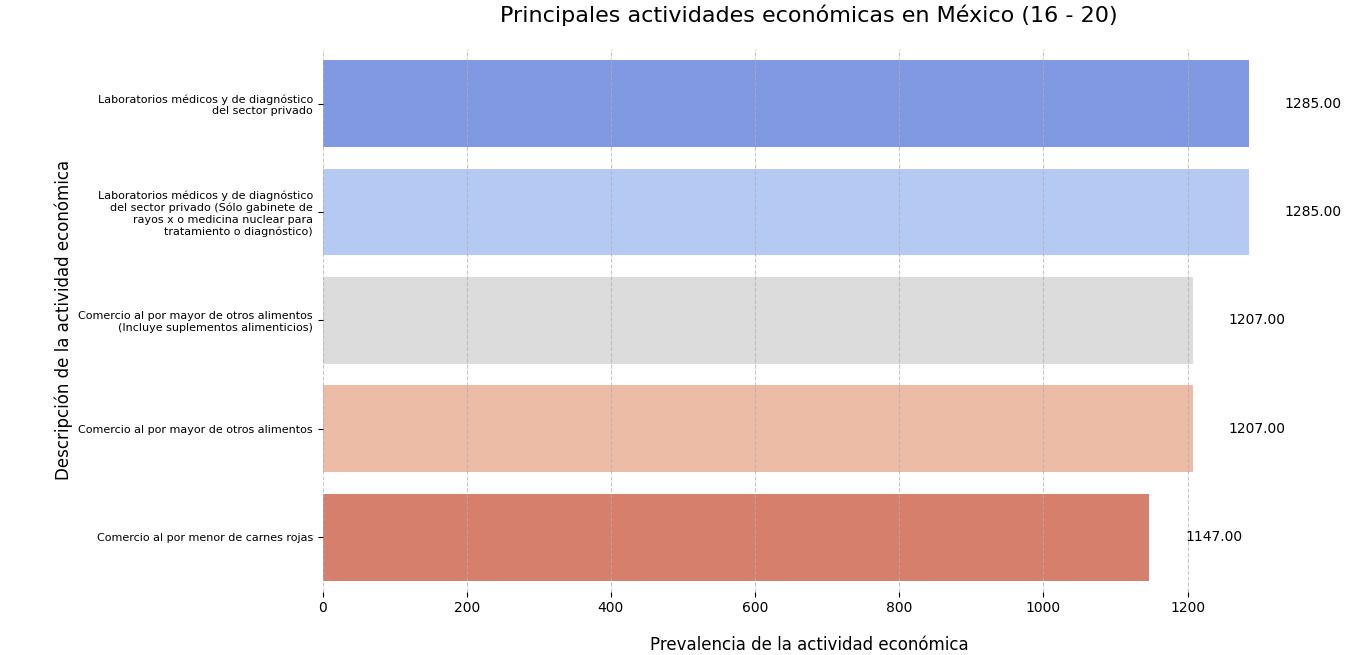 Principales actividades económicas en México (16 - 20)
Descripción de la actividad económica
Laboratorios médicos y de diagnóstico
del sector privado
1285.00
Laboratorios médicos y de diagnóstico
del sector privado (Sólo gabinete de
rayos x o medicina nuclear para
tratamiento o diagnóstico)
1285.00
Comercio al por mayor de otros alimentos
(Incluye suplementos alimenticios)
1207.00
Comercio al por mayor de otros alimentos
1207.00
Comercio al por menor de carnes rojas
1147.00
0 200 400 600 800 1000 1200
Prevalencia de la actividad económica